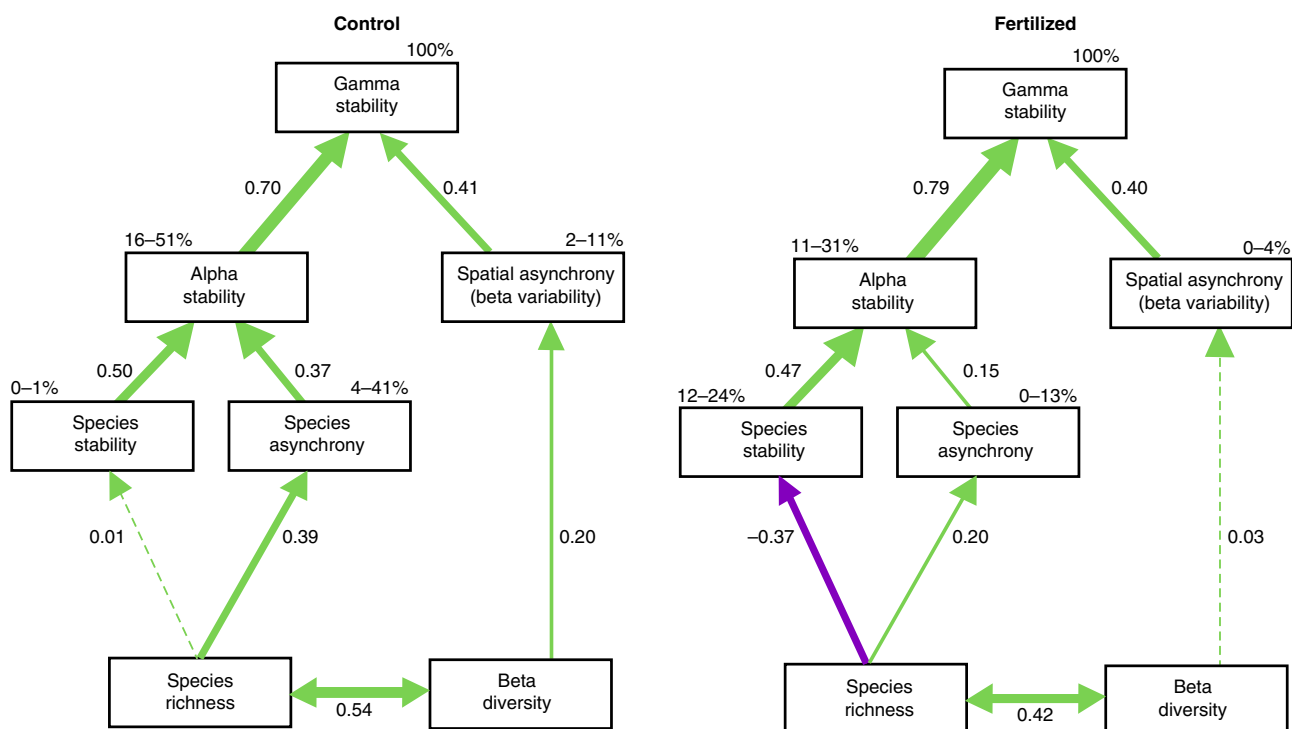 Control
100%
Gamma
stability
0.70
0.41
16–51%
Alpha
stability
2–11%
Spatial asynchrony
(beta variability)
0.50
0.37
0–1%
Species
stability
4–41%
Species
asynchrony
0.01
0.39
0.20
Species
richness
0.54
Beta
diversity
Fertilized
100%
Gamma
stability
0.79
0.40
11–31%
Alpha
stability
0–4%
Spatial asynchrony
(beta variability)
0.47
0.15
12–24%
Species
stability
0–13%
Species
asynchrony
–0.37
0.20
0.03
Species
richness
0.42
Beta
diversity